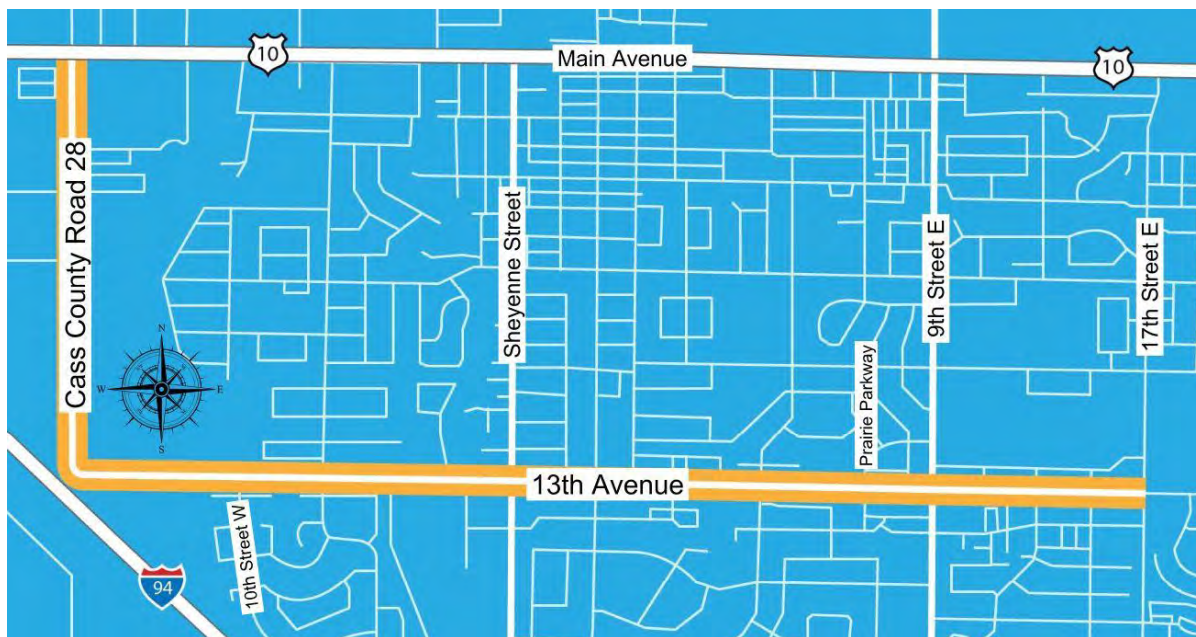 10
Main Avenue
10
Cass County Road 28
Sheyenne Street
9th Street E
17th Street E
N
W
E
S
Prairie Parkway
13th Avenue
10th Street W
94